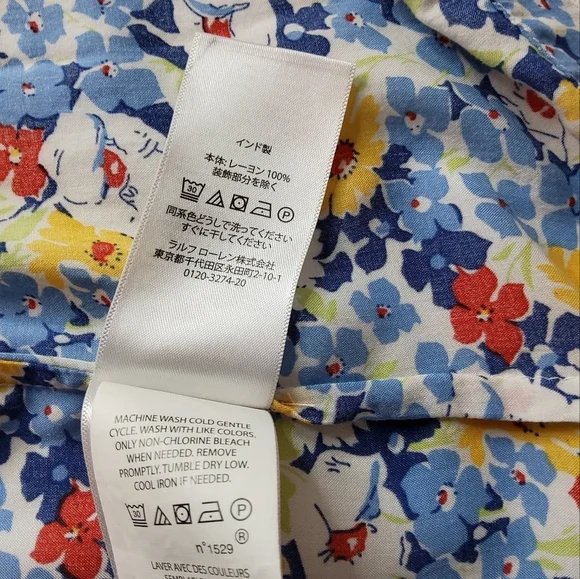 インド製
本体: レーヨン 100%
装飾部分を除く
30 P
同系色どうしで洗ってください
すぐに干してください
ラルフ ローレン株式会社
東京都千代田区永田町2-10-1
0120-3274-20
MACHINE WASH COLD GENTLE
CYCLE. WASH WITH LIKE COLORS.
ONLY NON-CHLORINE BLEACH
WHEN NEEDED. REMOVE
PROMPTLY. TUMBLE DRY LOW.
COOL IRON IF NEEDED.
30 P
®
n°1529
LAVER AVEC DES COULEURS